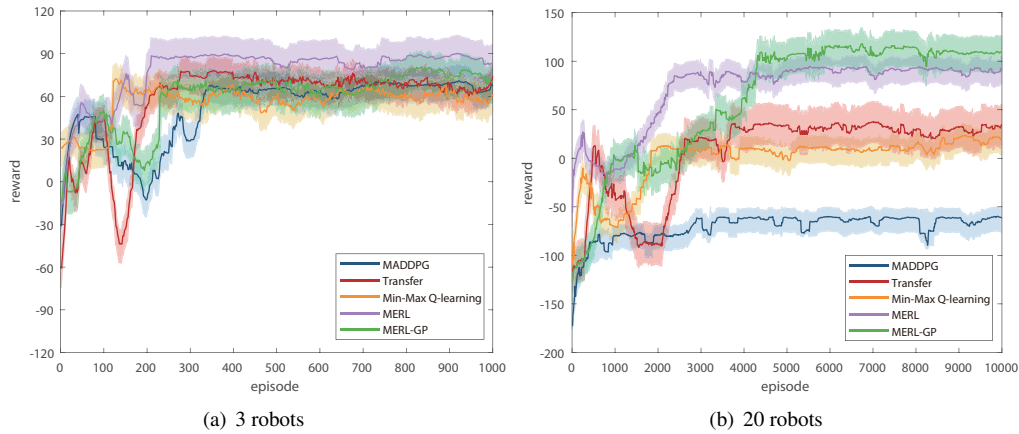 120
90
60
30
0
-30
-60
-90
-120
reward
0 100 200 300 400 500 600 700 800 900 1000
episode
MADDPG
Transfer
Min-Max Q-learning
MERL
MERL-GP
(a) 3 robots
150
100
50
0
-50
-100
-150
-200
reward
0 1000 2000 3000 4000 5000 6000 7000 8000 9000 10000
episode
MADDPG
Transfer
Min-Max Q-learning
MERL
MERL-GP
(b) 20 robots